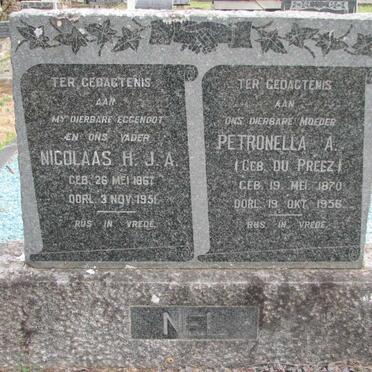 TER GEDAGTENIS
AAN
MY DIERBARE EGGENOOT
EN ONS VADER
NICOLAAS H. J. A.
GEB. 26 MEI 1867
OORL. 3 NOV. 1951.
RUS IN VREDE.
TER GEDAGTENIS
AAN
ONS DIERBARE MOEDER
PETRONELLA A.
(GEB. DU PREEZ)
GEB. 19. MEI. 1870
OORL. 19. OKT. 1956.
RUS IN VREDE.
NEL